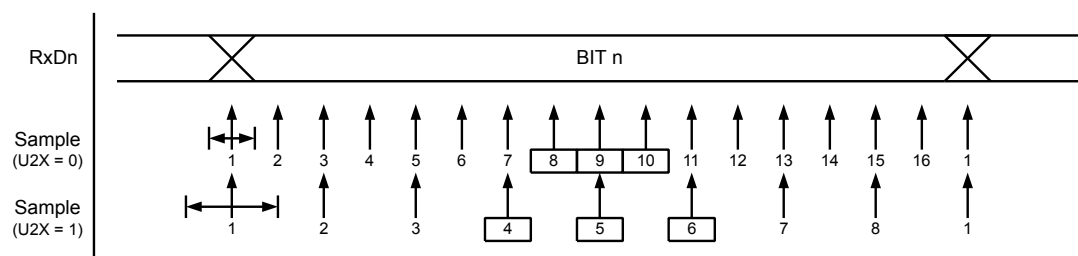 RxDn BIT n
Sample
(U2X = 0) 1 2 3 4 5 6 7 8 9 10 11 12 13 14 15 16 1
Sample
(U2X = 1) 1 2 3 4 5 6 7 8 1